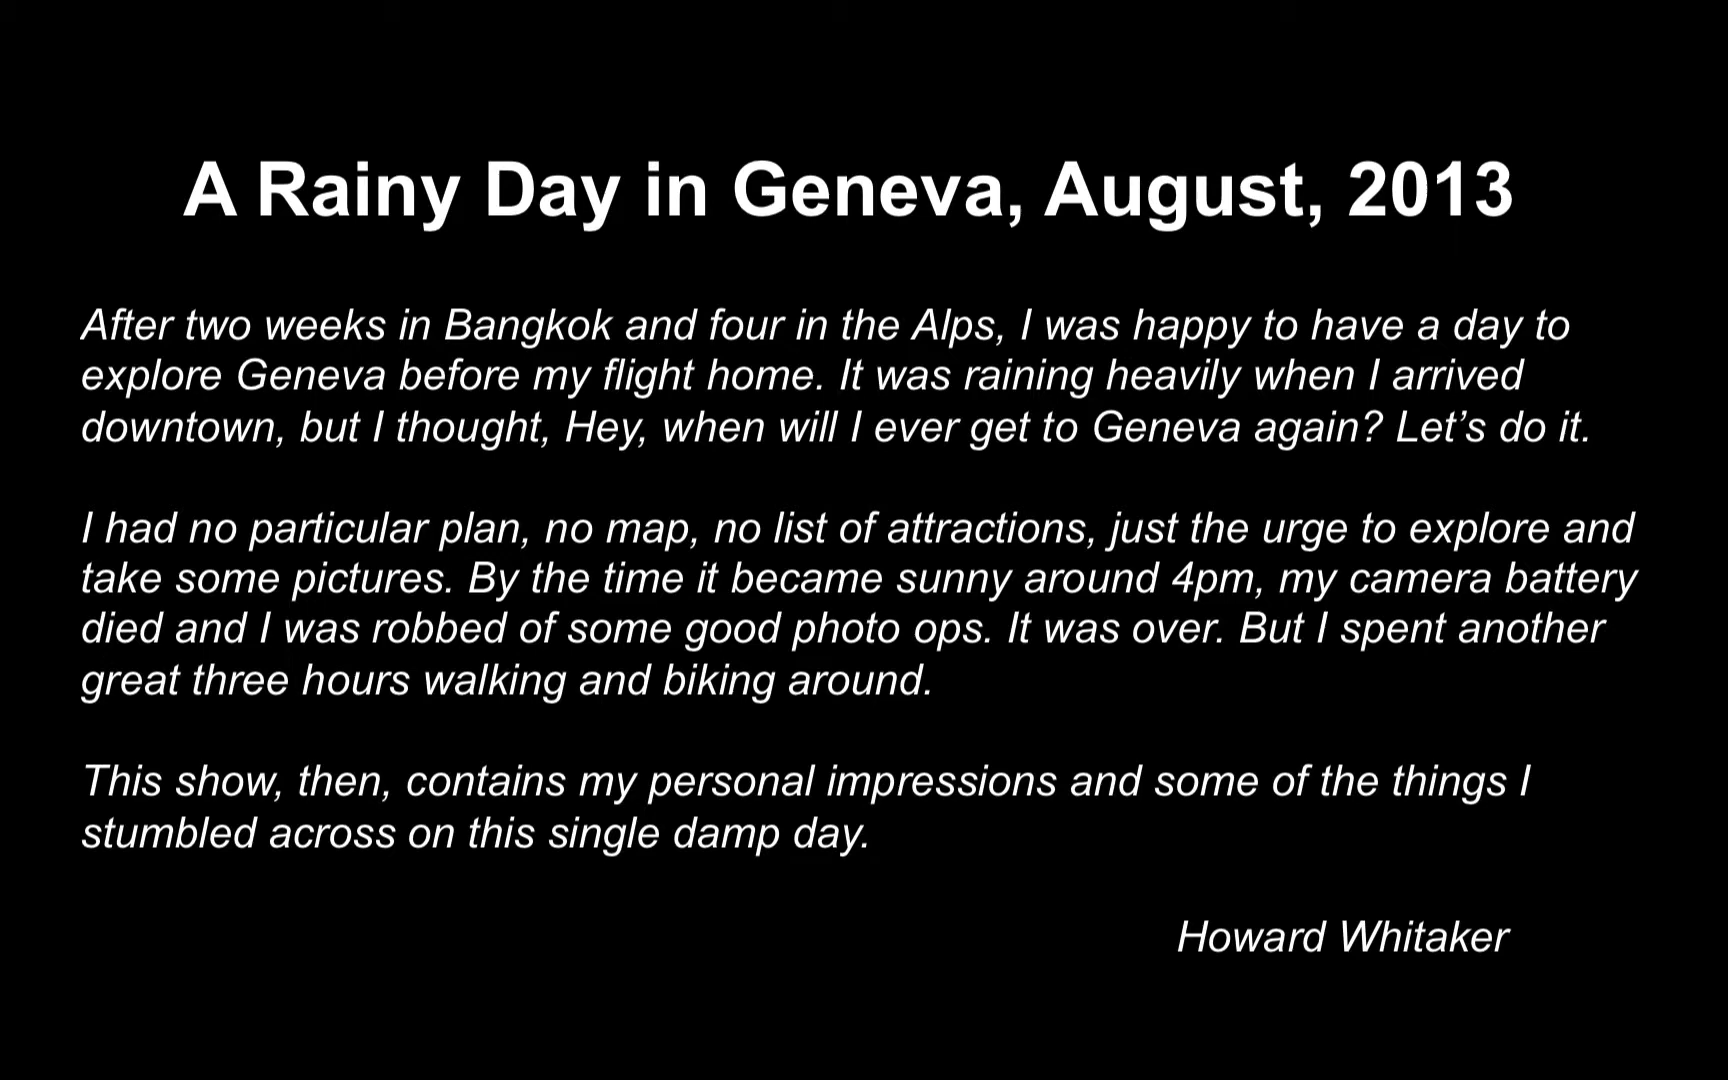 A Rainy Day in Geneva, August, 2013
After two weeks in Bangkok and four in the Alps, I was happy to have a day to
explore Geneva before my flight home. It was raining heavily when I arrived
downtown, but I thought, Hey, when will I ever get to Geneva again? Let’s do it.
I had no particular plan, no map, no list of attractions, just the urge to explore and
take some pictures. By the time it became sunny around 4pm, my camera battery
died and I was robbed of some good photo ops. It was over. But I spent another
great three hours walking and biking around.
This show, then, contains my personal impressions and some of the things I
stumbled across on this single damp day.
Howard Whitaker